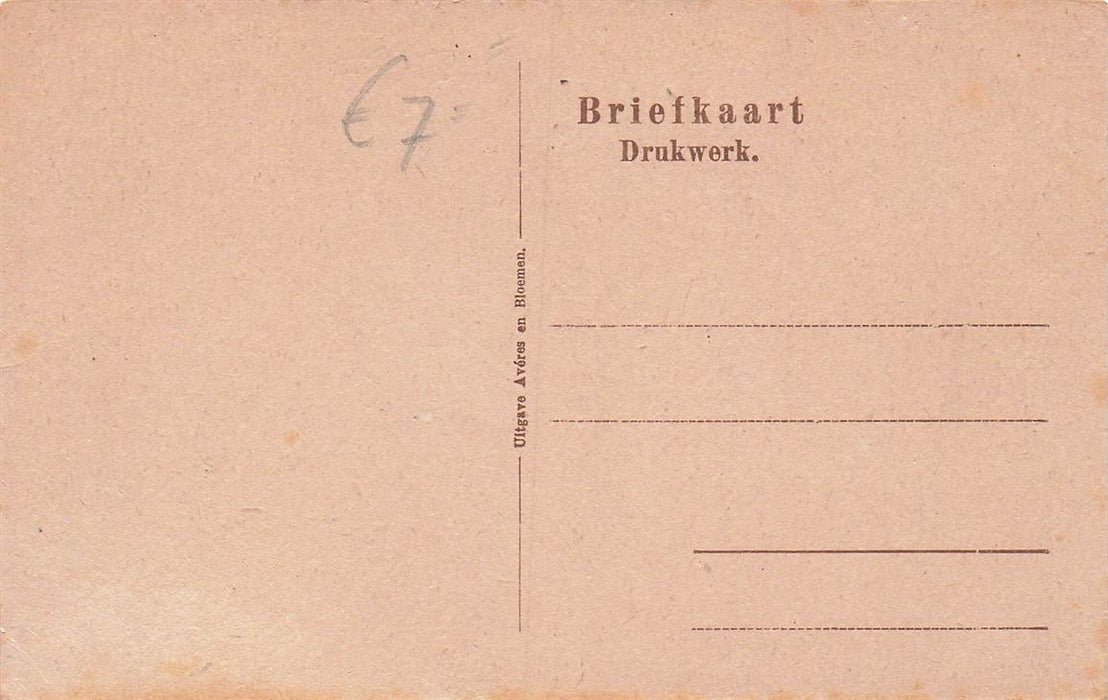 € 7=
Briefkaart
Drukwerk.
Uitgave Avéres en Bloemen.